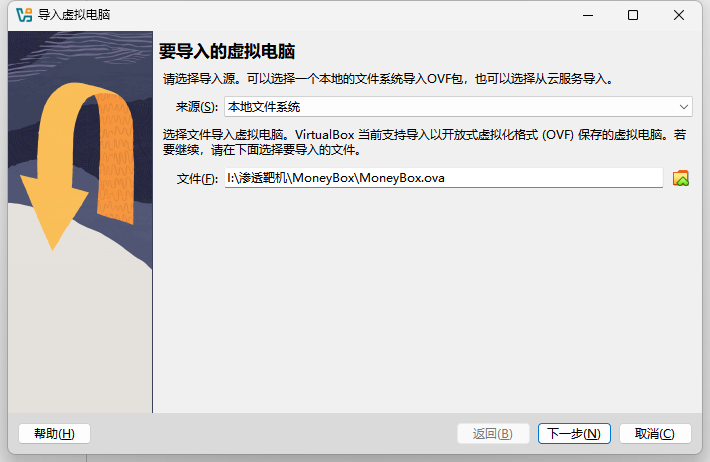 导入虚拟电脑
要导入的虚拟电脑
请选择导入源。可以选择一个本地的文件系统导入OVF包，也可以选择从云服务导入。
来源(S): 本地文件系统
选择文件导入虚拟电脑。VirtualBox 当前支持导入以开放式虚拟化格式 (OVF) 保存的虚拟电脑。若
要继续，请在下面选择要导入的文件。
文件(F): I:\渗透靶机\MoneyBox\MoneyBox.ova
帮助(H) 返回(B) 下一步(N) 取消(C)